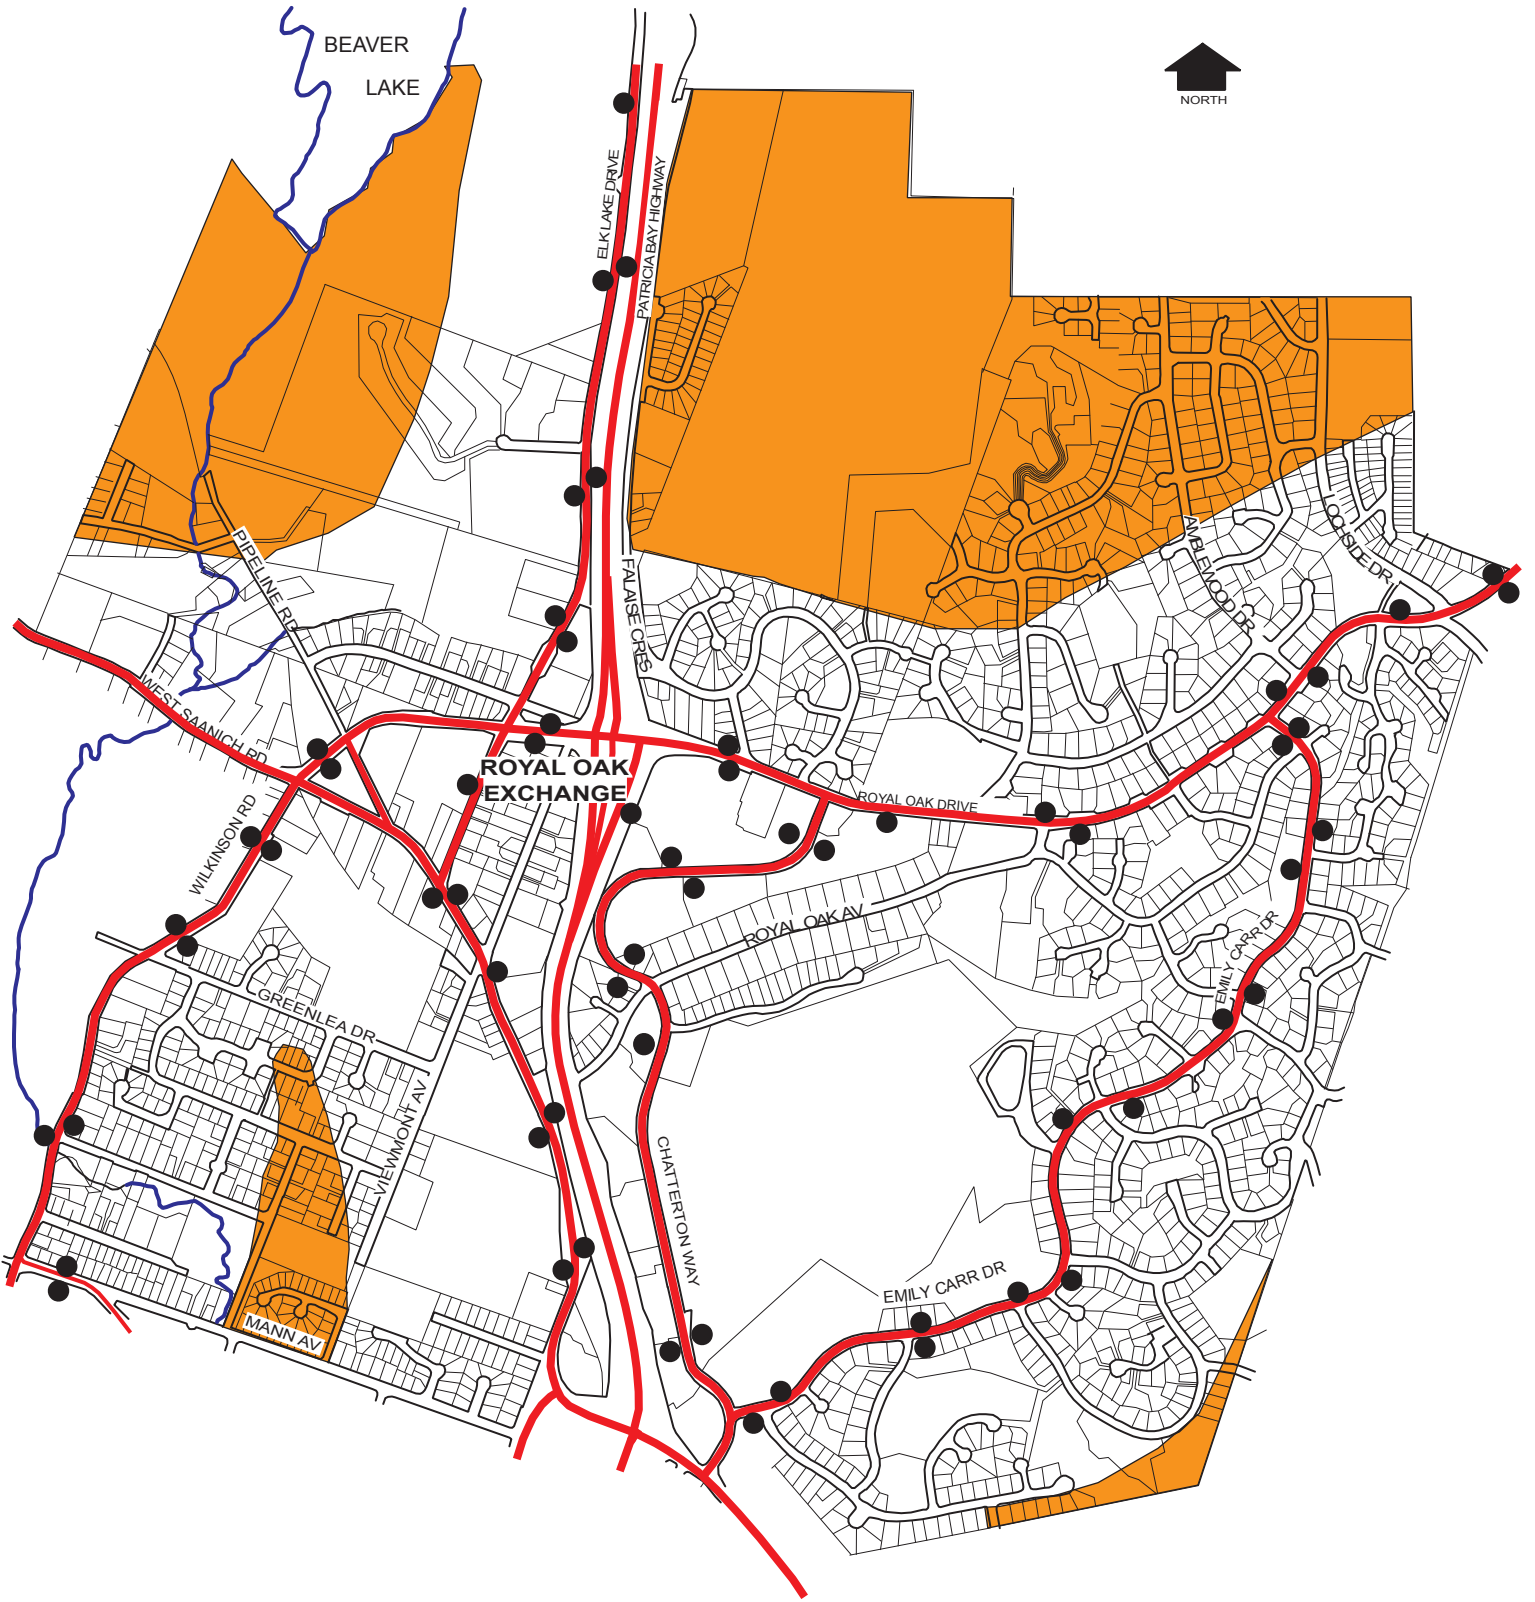 BEAVER
LAKE
NORTH
ELK LAKE DRIVE
PATRICIA BAY HIGHWAY
PIPELINE RD
FALAISE CRES
AMBLEWOOD DR
LOCHSIDE DR
WEST SAANICH RD
ROYAL OAK
EXCHANGE
ROYAL OAK DRIVE
WILKINSON RD
ROYAL OAK AV
EMILY CARR DR
GREENLEA DR
VIEWMONT AV
CHATTERTON WAY
EMILY CARR DR
MANN AV